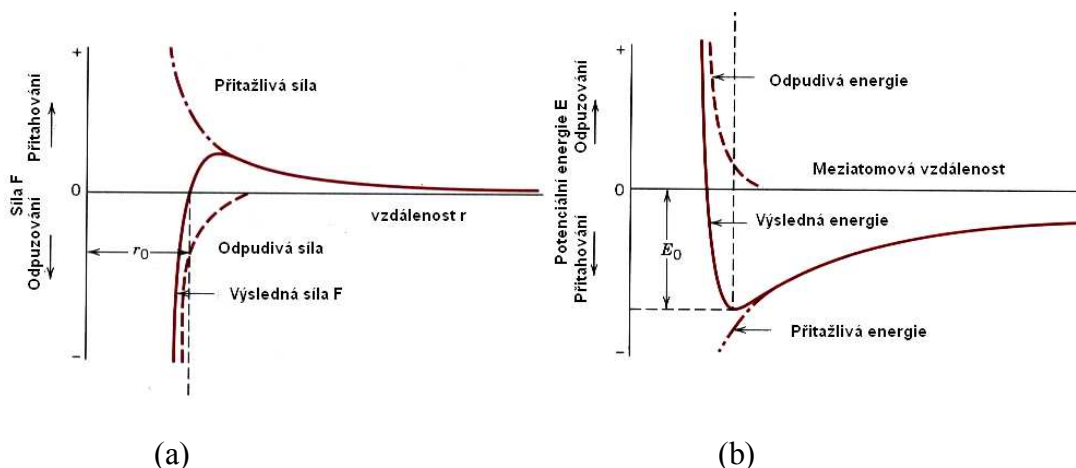 +
Přitažlivá síla
Síla F
Odpuzování Přitahování
0
vzdálenost r
r0
Odpudivá síla
Výsledná síla F
−
(a)
+
Odpudivá energie
Potenciální energie E
Přitahování Odpuzování
Meziatomová vzdálenost
0
Výsledná energie
E0
Přitažlivá energie
−
(b)